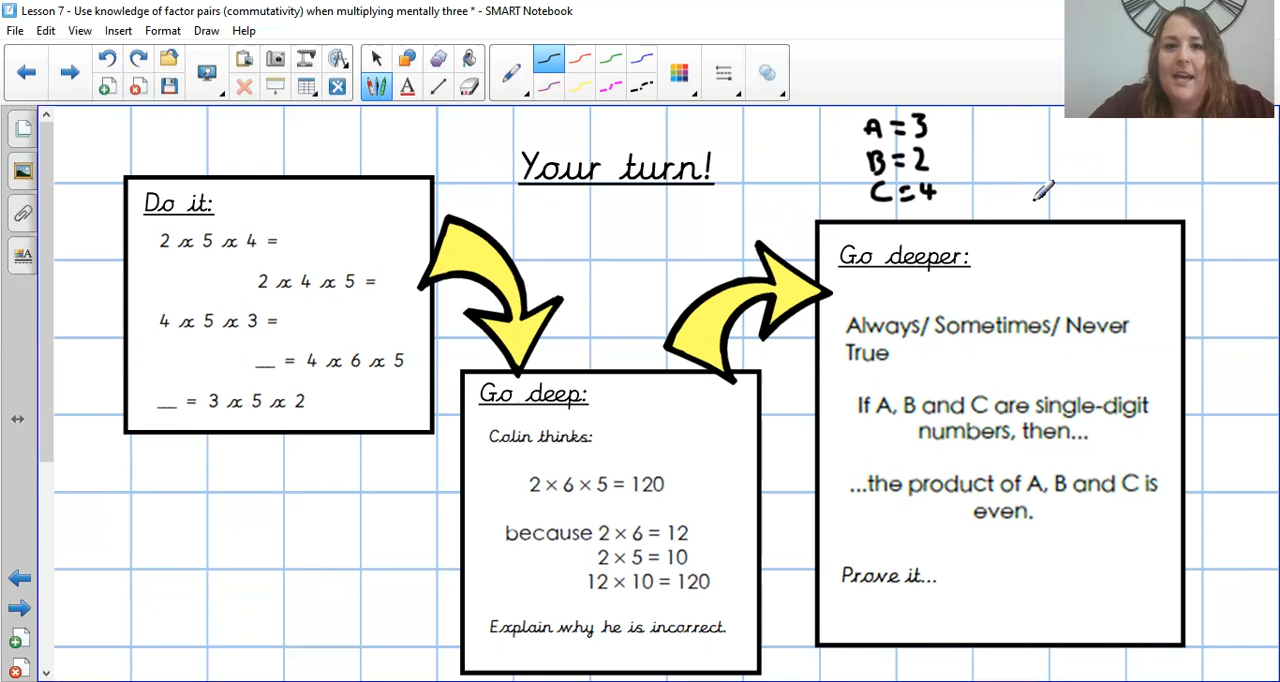 Lesson 7 - Use knowledge of factor pairs (commutativity) when multiplying mentally three * - SMART Notebook
File Edit View Insert Format Draw Help
A = 3
B = 2
C = 4
Your turn!
Do it:
2 x 5 x 4 =
2 x 4 x 5 =
4 x 5 x 3 =
__ = 4 x 6 x 5
__ = 3 x 5 x 2
Go deep:
Colin thinks:
2 × 6 × 5 = 120
because 2 × 6 = 12
2 × 5 = 10
12 × 10 = 120
Explain why he is incorrect.
Go deeper:
Always/ Sometimes/ Never
True
If A, B and C are single-digit
numbers, then...
...the product of A, B and C is
even.
Prove it...